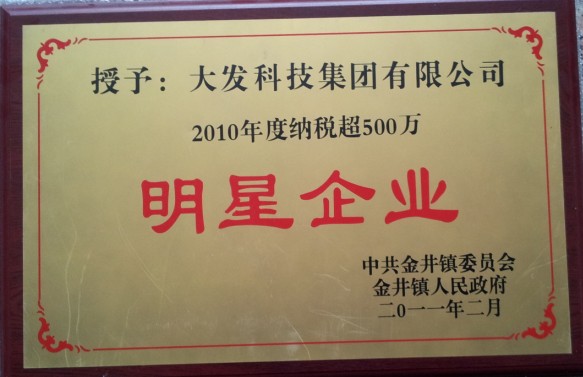 授予：大发科技集团有限公司
2010年度纳税超500万
明星企业
中共金井镇委员会
金井镇人民政府
二0一一年二月